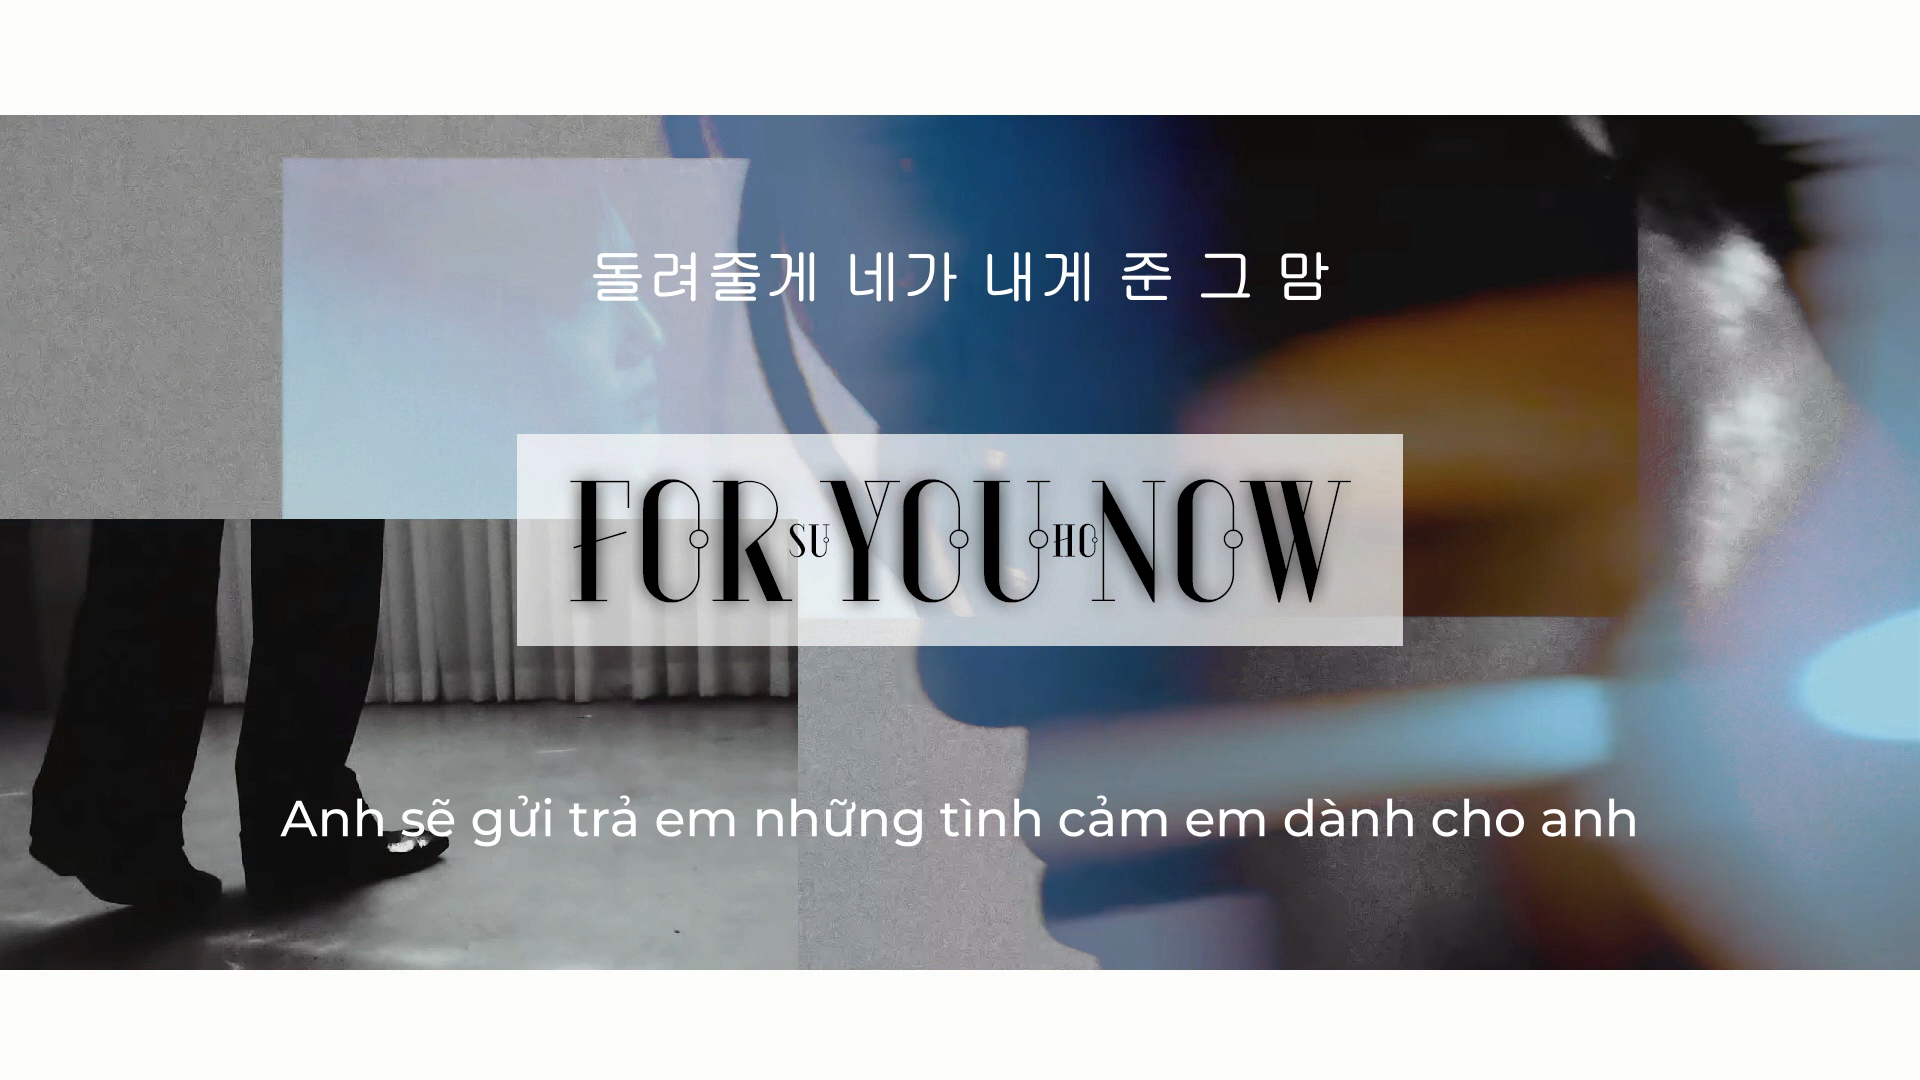 돌려줄게 네가 내게 준 그 맘
FOR SU YOU HO NOW
Anh sẽ gửi trả em những tình cảm em dành cho anh